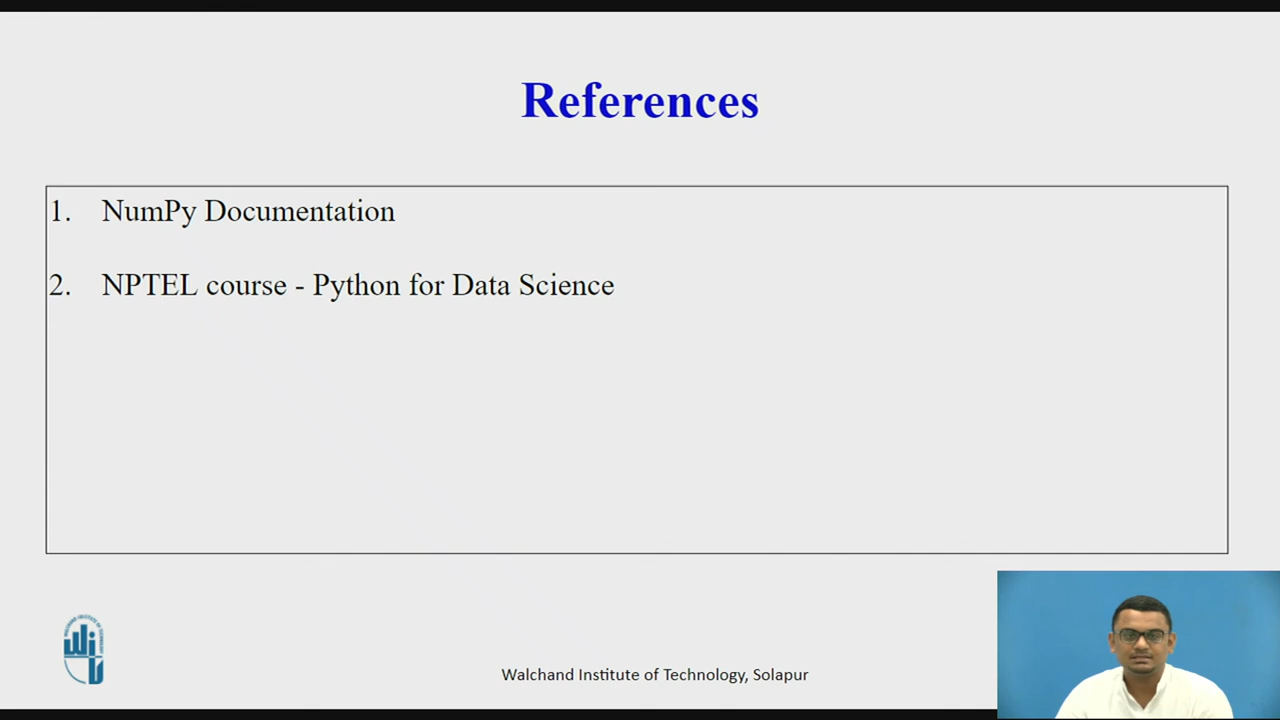 References
1. NumPy Documentation
2. NPTEL course - Python for Data Science
Walchand Institute of Technology, Solapur